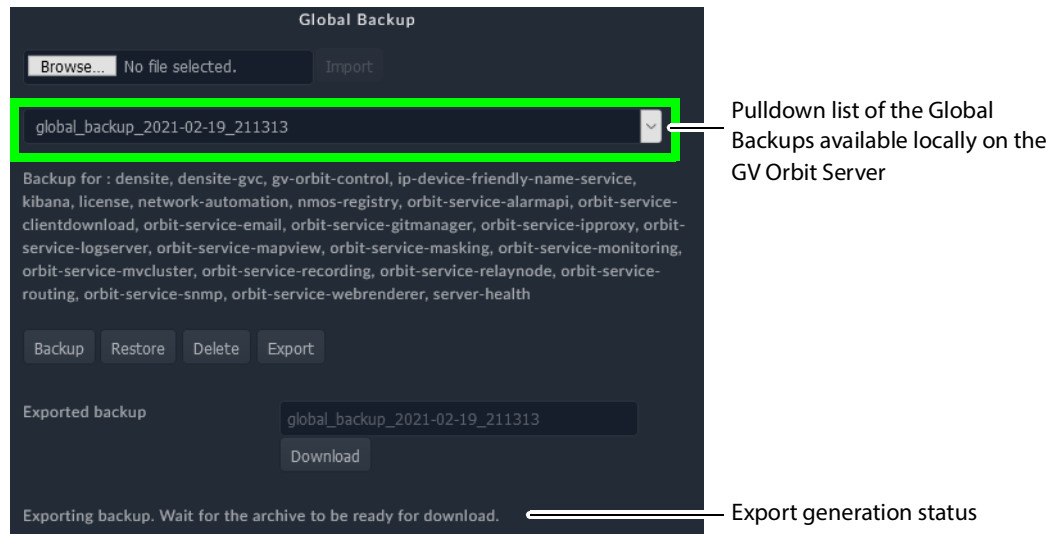 Global Backup
Browse... No file selected. Import
global_backup_2021-02-19_211313
Pulldown list of the Global
Backups available locally on the
GV Orbit Server
Backup for : densite, densite-gvc, gv-orbit-control, ip-device-friendly-name-service,
kibana, license, network-automation, nmos-registry, orbit-service-alarmapi, orbit-service-
clientdownload, orbit-service-email, orbit-service-gitmanager, orbit-service-ipproxy, orbit-
service-logserver, orbit-service-mapview, orbit-service-masking, orbit-service-monitoring,
orbit-service-mvcluster, orbit-service-recording, orbit-service-relaynode, orbit-service-
routing, orbit-service-snmp, orbit-service-webrenderer, server-health
Backup Restore Delete Export
Exported backup global_backup_2021-02-19_211313
Download
Exporting backup. Wait for the archive to be ready for download.
Export generation status